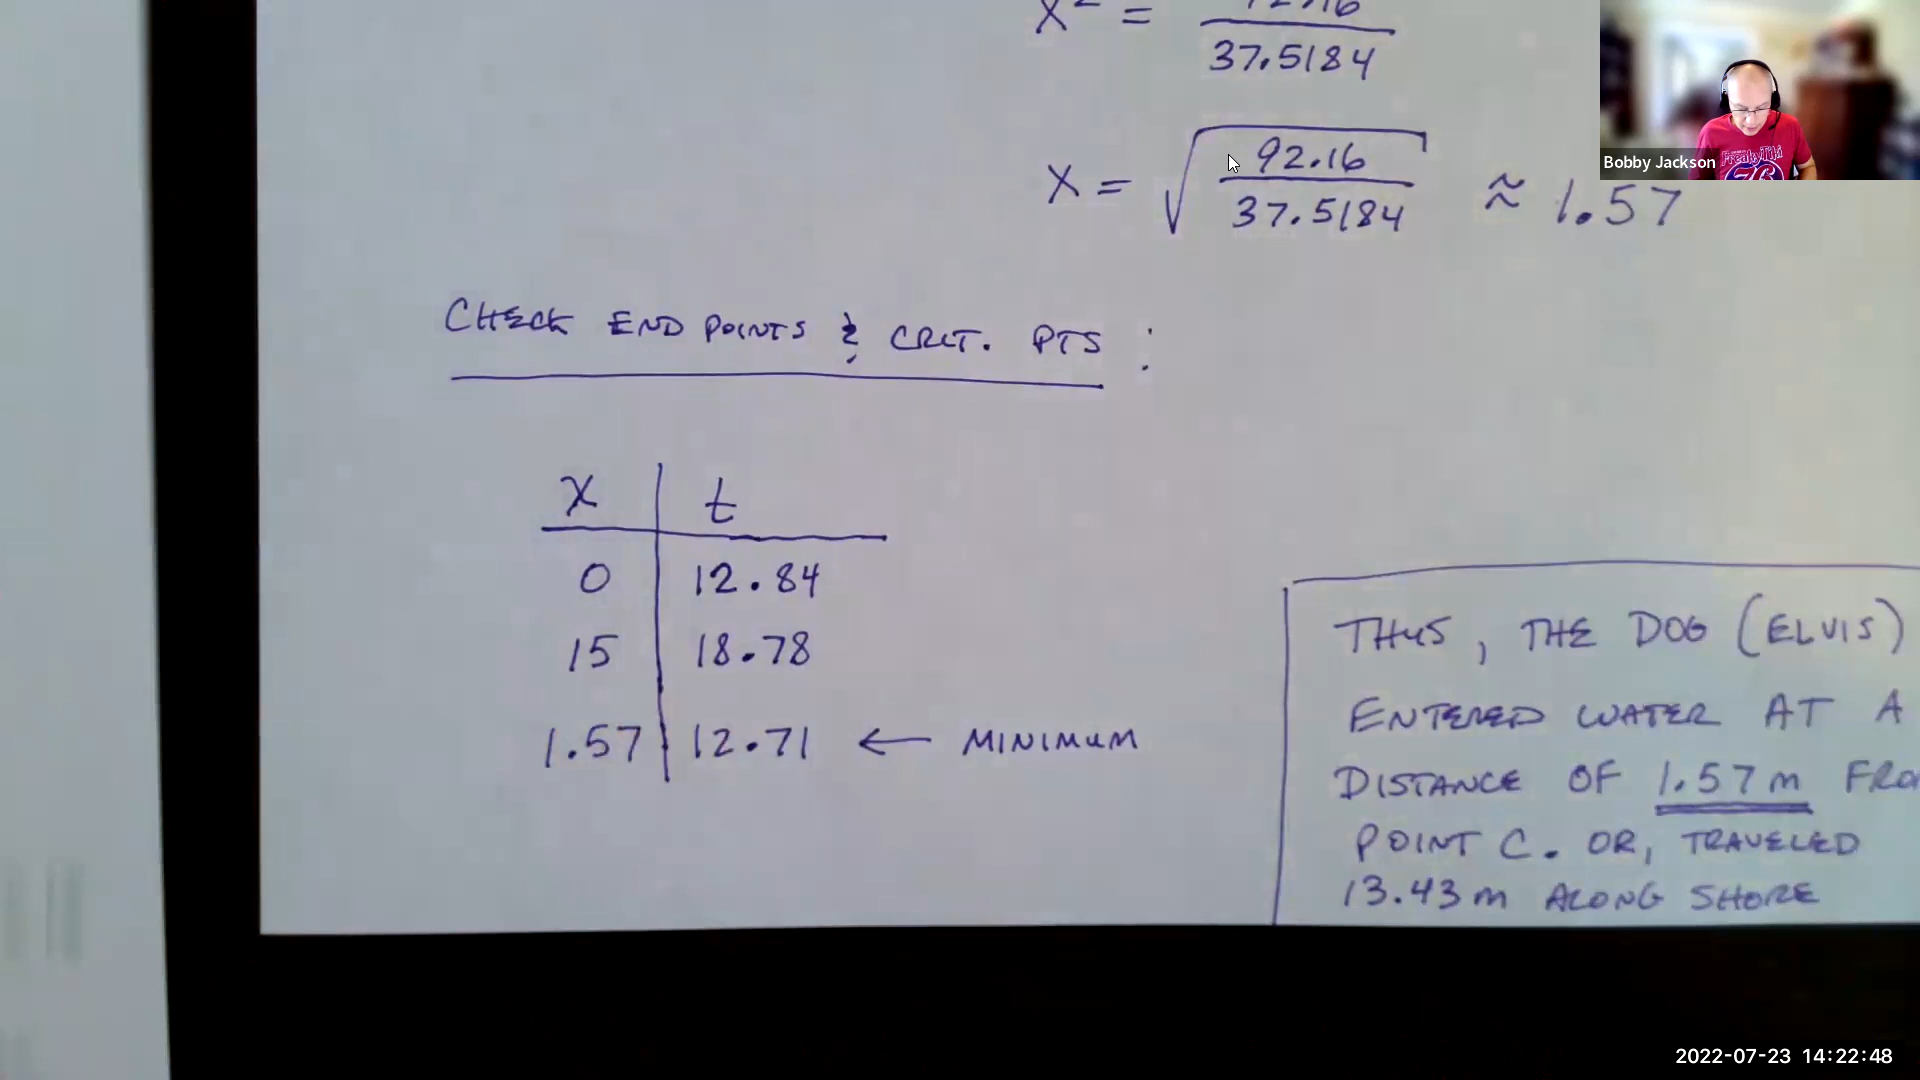 X² =
37.5184
X = √ 92.16 / 37.5184 ≈ 1.57
Bobby Jackson
CHECK END POINTS & CRIT. PTS :
X t
0 12.84
15 18.78
1.57 12.71 ← MINIMUM
THUS, THE DOG (ELVIS)
ENTERED WATER AT A
DISTANCE OF 1.57 m
POINT C. OR, TRAVELED
13.43 m ALONG SHORE
2022-07-23 14:22:48